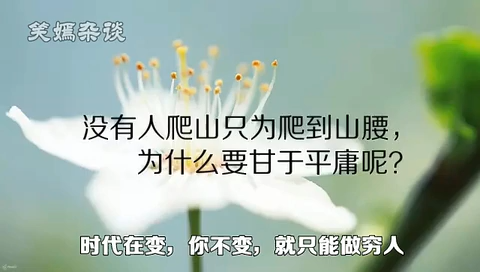 笑嫣杂谈
没有人爬山只为爬到山腰，
为什么要甘于平庸呢？
时代在变，你不变，就只能做穷人